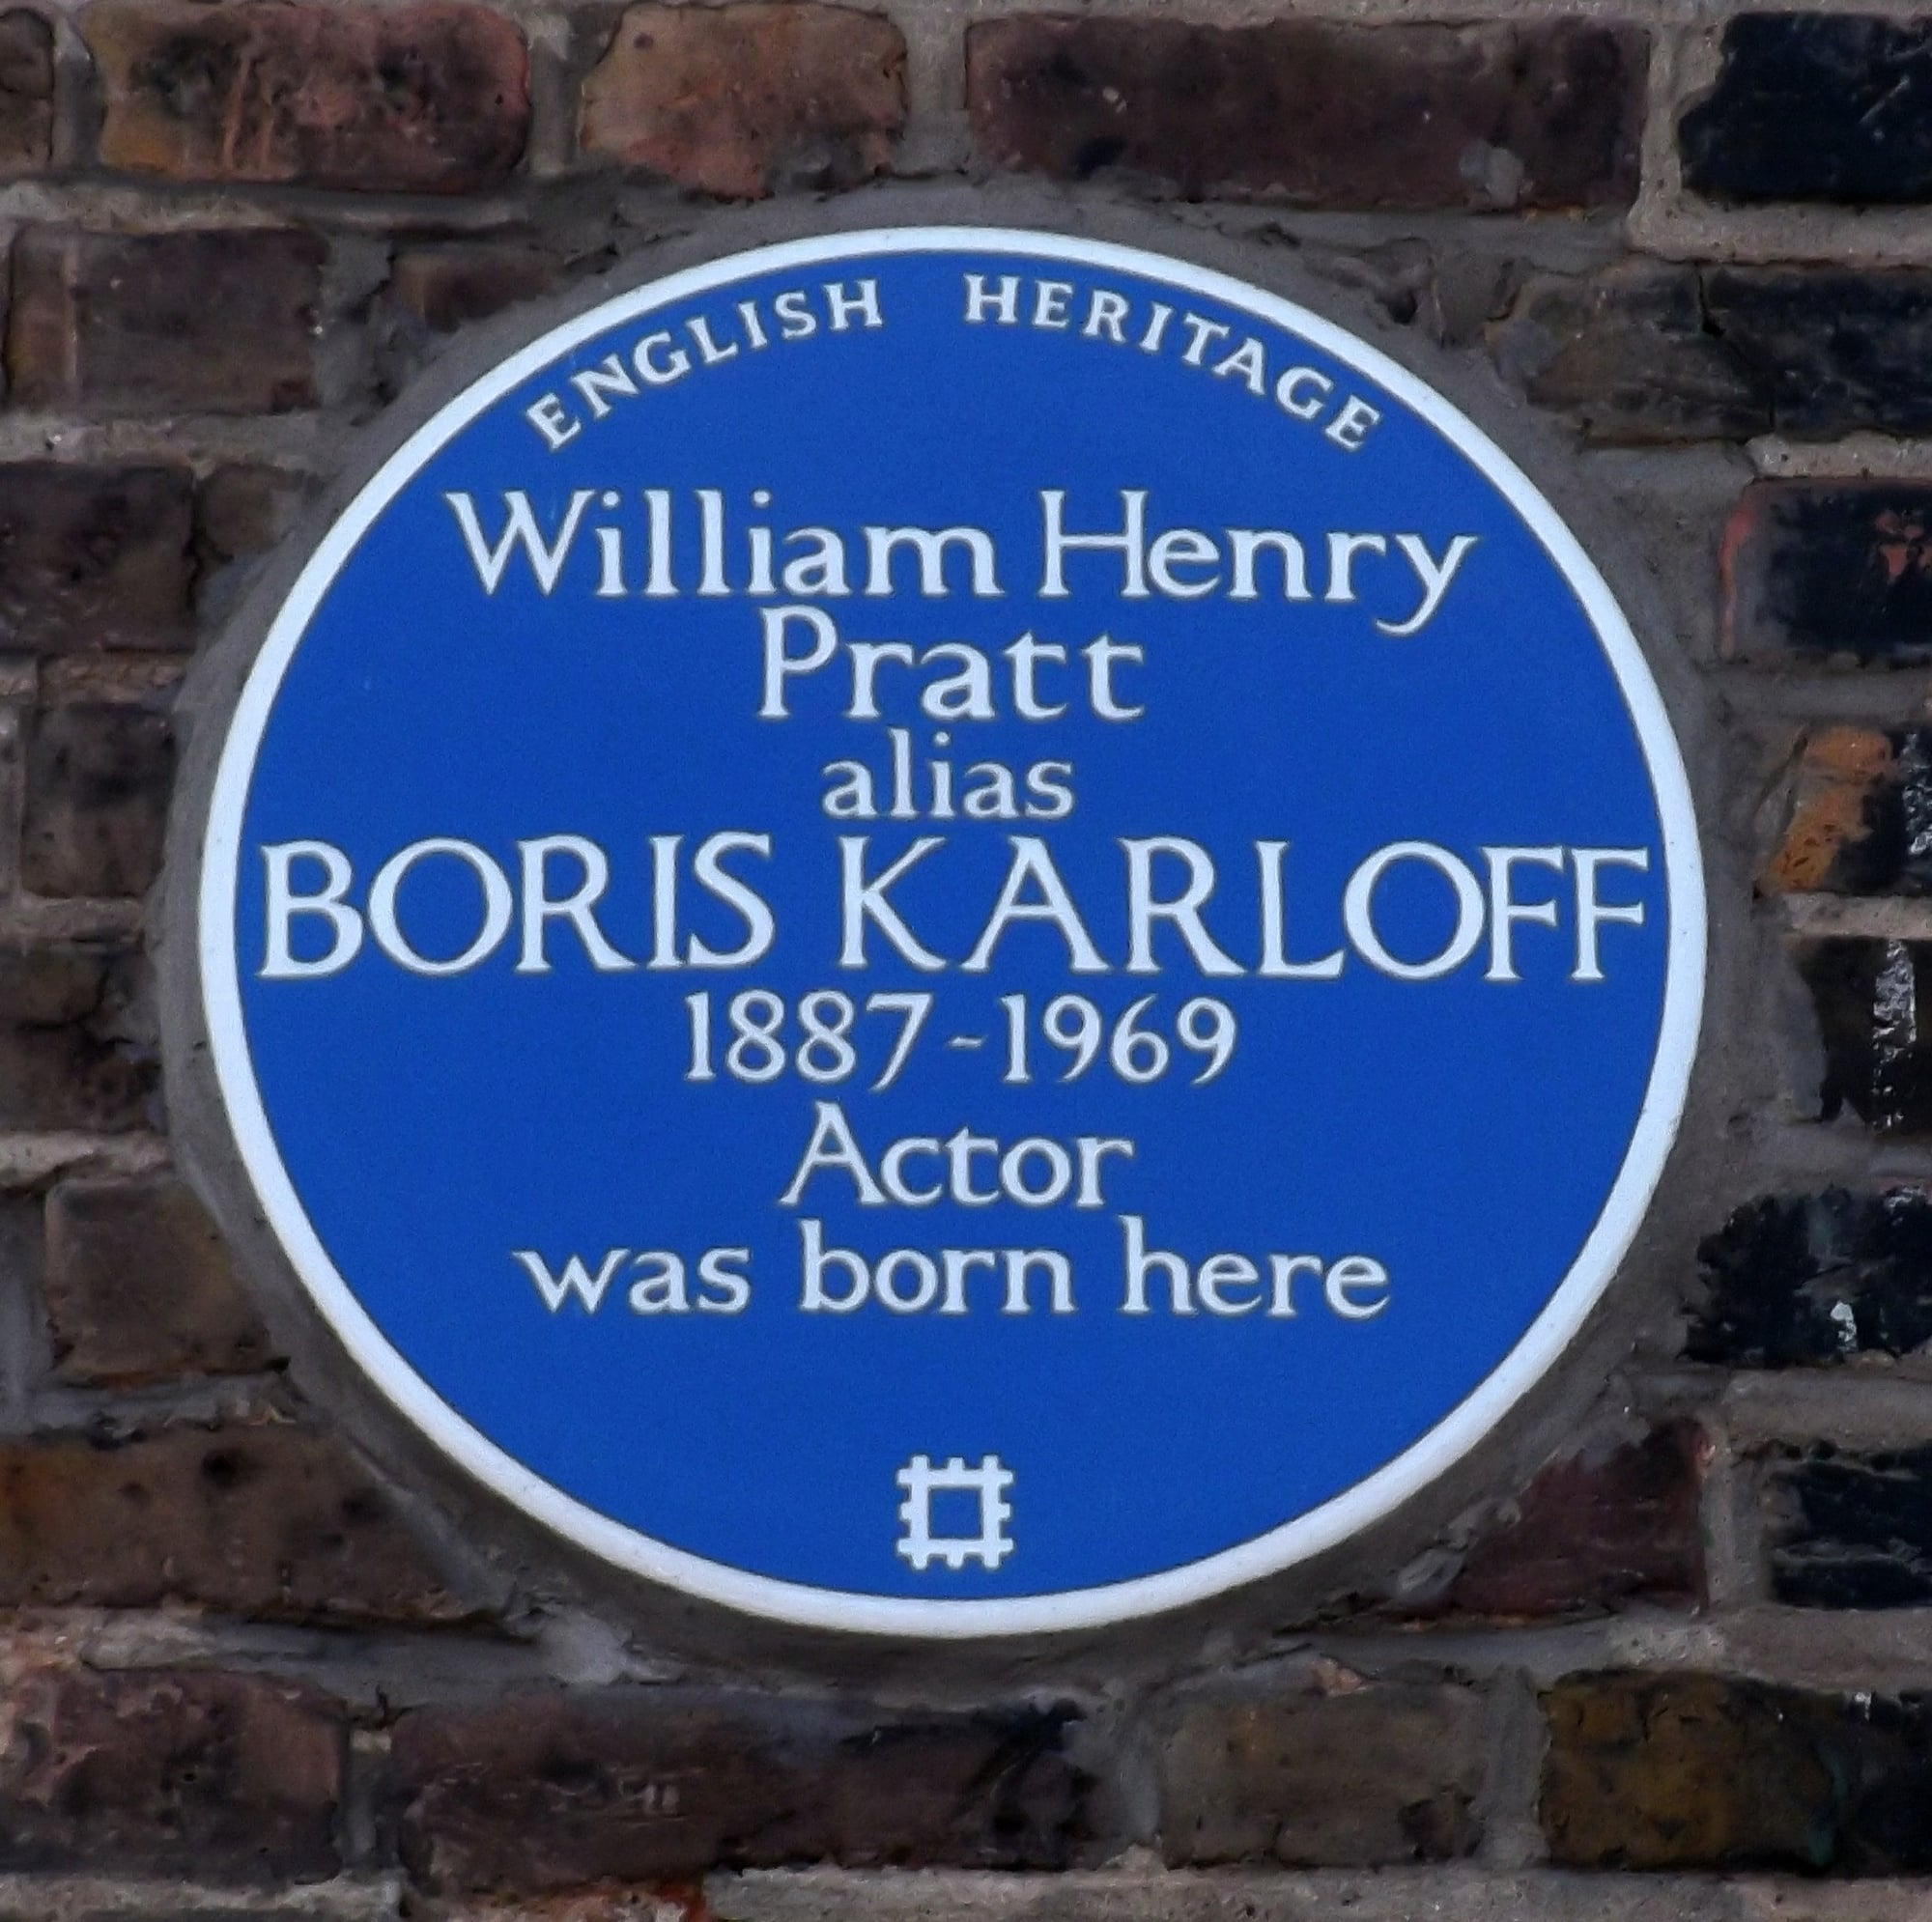 ENGLISH HERITAGE
William Henry
Pratt
alias
BORIS KARLOFF
1887-1969
Actor
was born here